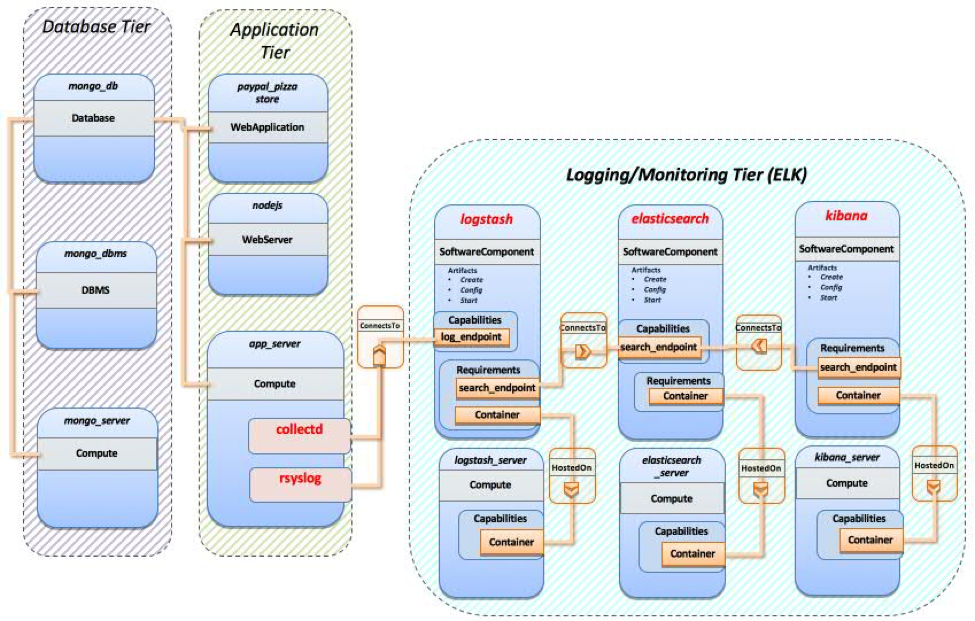 Database Tier
mongo_db
Database
mongo_dbms
DBMS
mongo_server
Compute
Application
Tier
paypal_pizza
store
WebApplication
nodejs
WebServer
app_server
Compute
collectd
rsyslog
ConnectsTo
Logging/Monitoring Tier (ELK)
logstash
SoftwareComponent
Artifacts
• Create
• Config
• Start
Capabilities
log_endpoint
Requirements
search_endpoint
Container
ConnectsTo
HostedOn
logstash_server
Compute
Capabilities
Container
elasticsearch
SoftwareComponent
Artifacts
• Create
• Config
• Start
Capabilities
search_endpoint
Requirements
Container
ConnectsTo
HostedOn
elasticsearch
_server
Compute
Capabilities
Container
kibana
SoftwareComponent
Artifacts
• Create
• Config
• Start
Requirements
search_endpoint
Container
HostedOn
kibana_server
Compute
Capabilities
Container